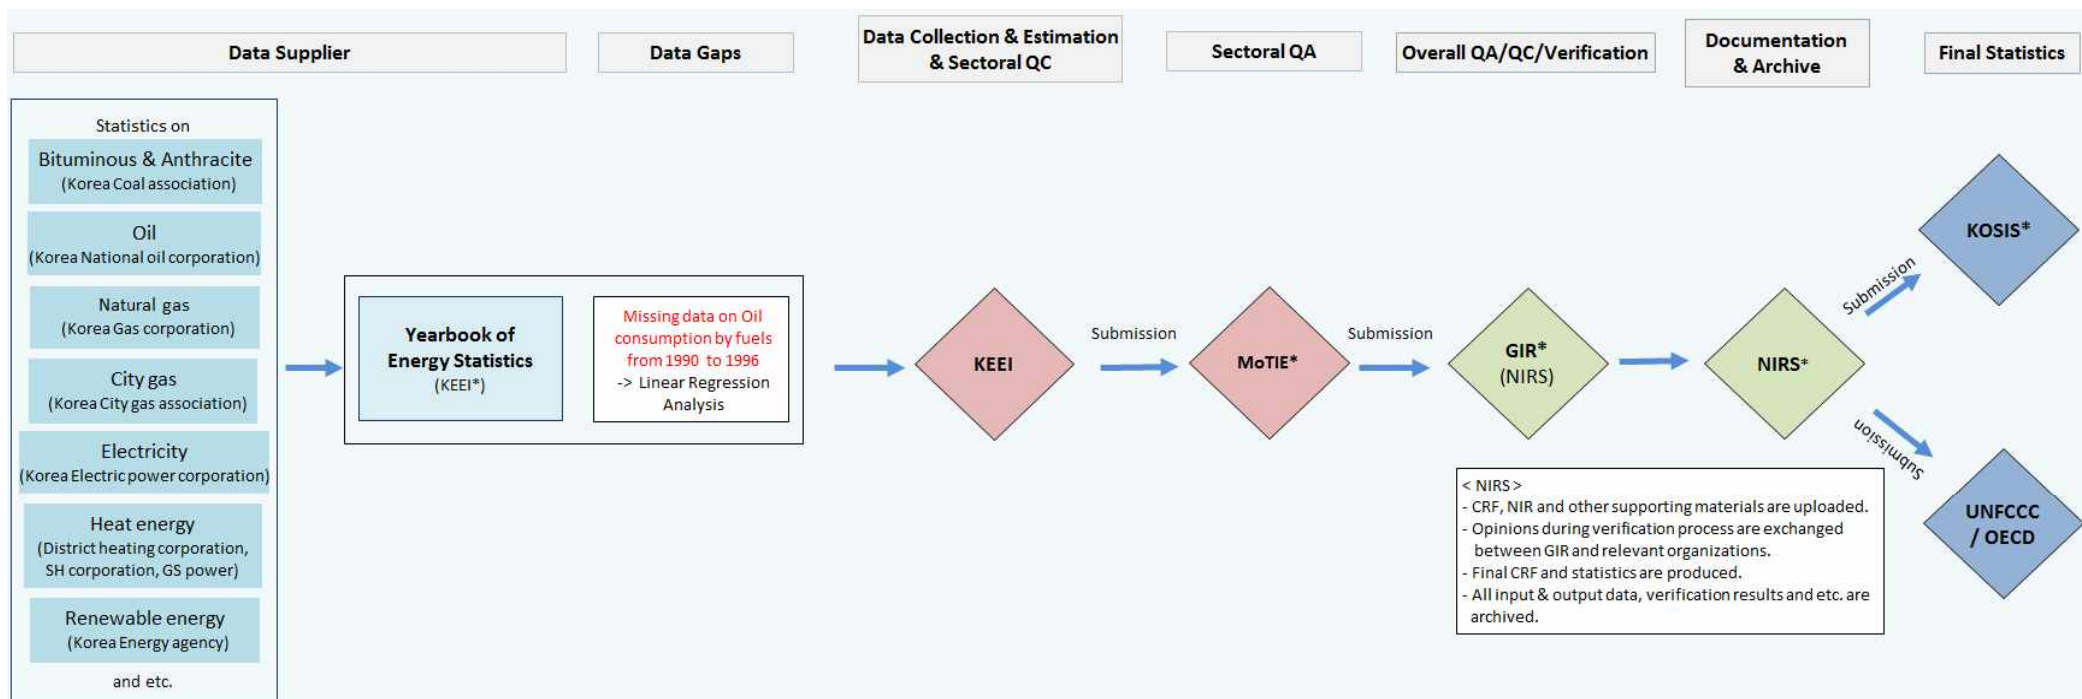 Data Supplier
Data Gaps
Data Collection & Estimation
& Sectoral QC
Sectoral QA
Overall QA/QC/Verification
Documentation
& Archive
Final Statistics
Statistics on
Bituminous & Anthracite
(Korea Coal association)
Oil
(Korea National oil corporation)
Natural gas
(Korea Gas corporation)
City gas
(Korea City gas association)
Electricity
(Korea Electric power corporation)
Heat energy
(District heating corporation,
SH corporation, GS power)
Renewable energy
(Korea Energy agency)
and etc.
Yearbook of
Energy Statistics
(KEEI*)
Missing data on Oil
consumption by fuels
from 1990 to 1996
-> Linear Regression
Analysis
KEEI
Submission
MoTIE*
Submission
GIR*
(NIRS)
NIRS*
Submission
KOSIS*
Submission
UNFCCC
/ OECD
< NIRS >
- CRF, NIR and other supporting materials are uploaded.
- Opinions during verification process are exchanged
between GIR and relevant organizations.
- Final CRF and statistics are produced.
- All input & output data, verification results and etc. are
archived.